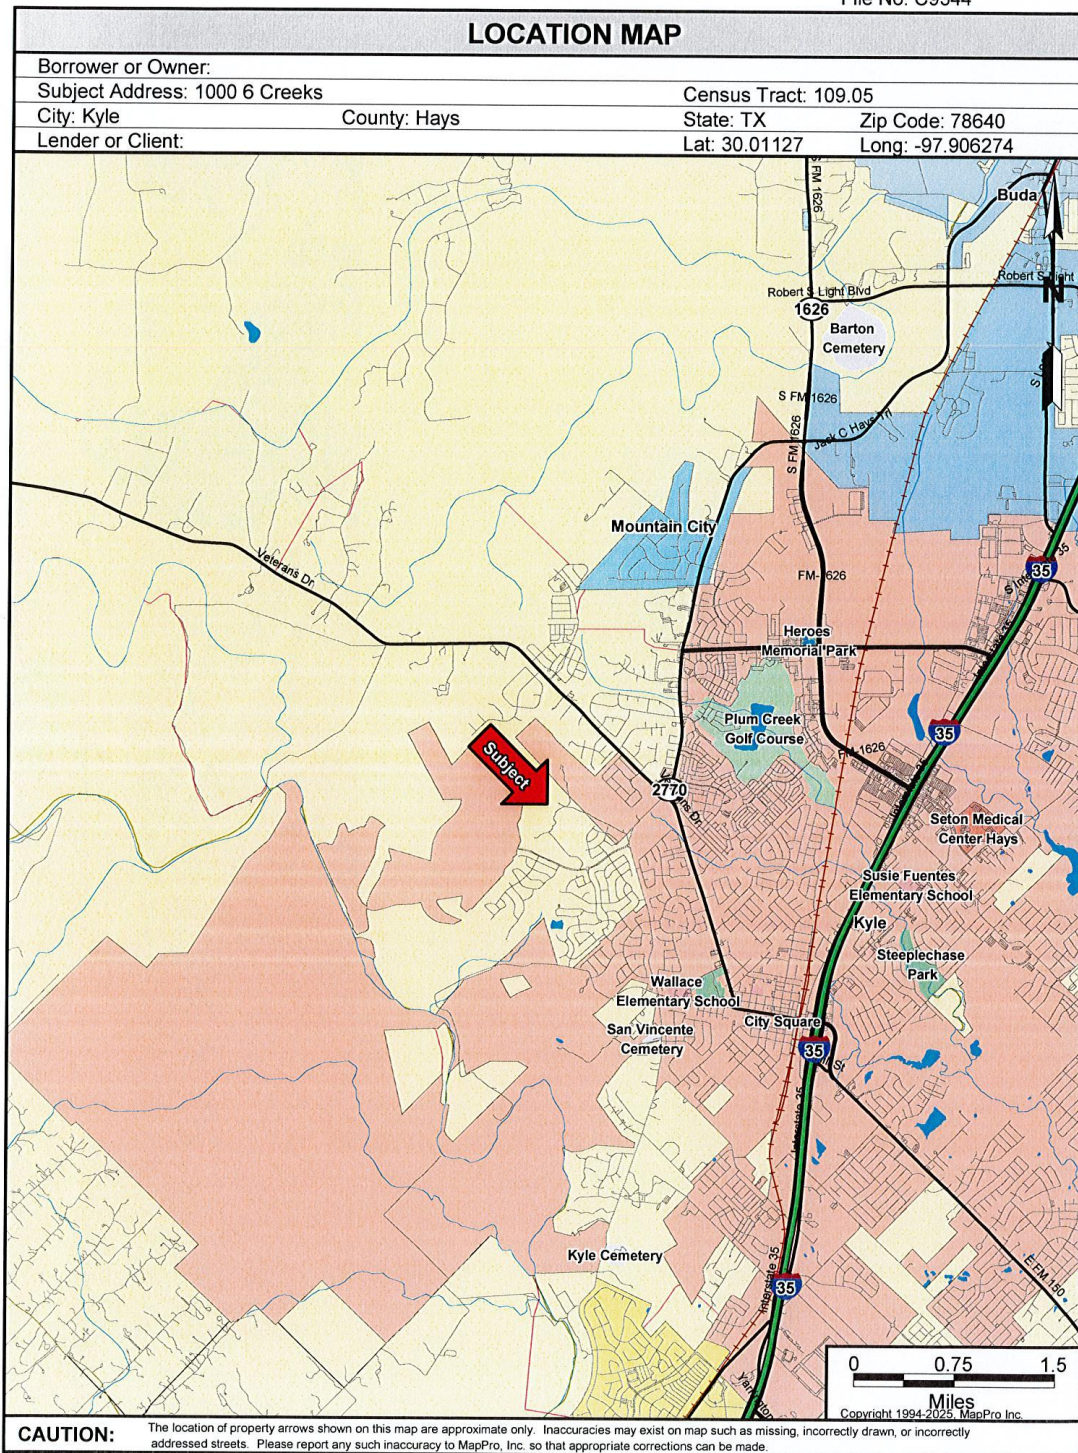 File No. C9544
LOCATION MAP
Borrower or Owner:
Subject Address: 1000 6 Creeks
Census Tract: 109.05
City: Kyle
County: Hays
State: TX
Zip Code: 78640
Lender or Client:
Lat: 30.01127
Long: -97.906274
S FM 1626
Buda
Robert S Light Blvd
Robert S Light
N
1626
Barton
Cemetery
S FM 1626
S FM 1626
Jack C Hays Trl
Mountain City
Veterans Dr
FM-1626
35
Heroes
Memorial Park
Plum Creek
Golf Course
35
FM-1626
Subject
2770
Seton Medical
Center Hays
Susie Fuentes
Elementary School
Kyle
Steeplechase
Park
Wallace
Elementary School
City Square
San Vincente
Cemetery
35
Interstate 35
Kyle Cemetery
Interstate 35
35
E FM 150
0 0.75 1.5
Miles
Copyright 1994-2025, MapPro Inc.
CAUTION:
The location of property arrows shown on this map are approximate only. Inaccuracies may exist on map such as missing, incorrectly drawn, or incorrectly
addressed streets. Please report any such inaccuracy to MapPro, Inc. so that appropriate corrections can be made.